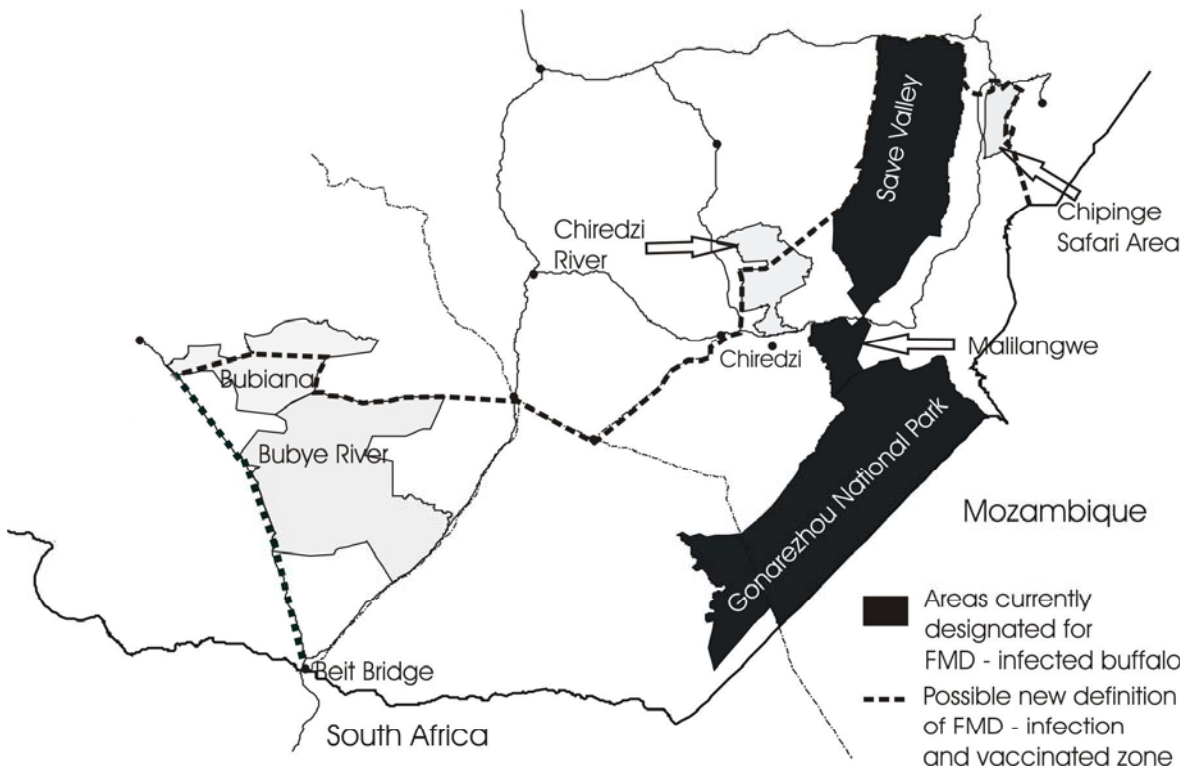 Save Valley
Chiredzi
River
Chipinge
Safari Area
Chiredzi
Malilangwe
Bubiana
Bubye River
Gonarezhou National Park
Mozambique
Beit Bridge
South Africa
Areas currently
designated for
FMD - infected buffalo
Possible new definition
of FMD - infection
and vaccinated zone